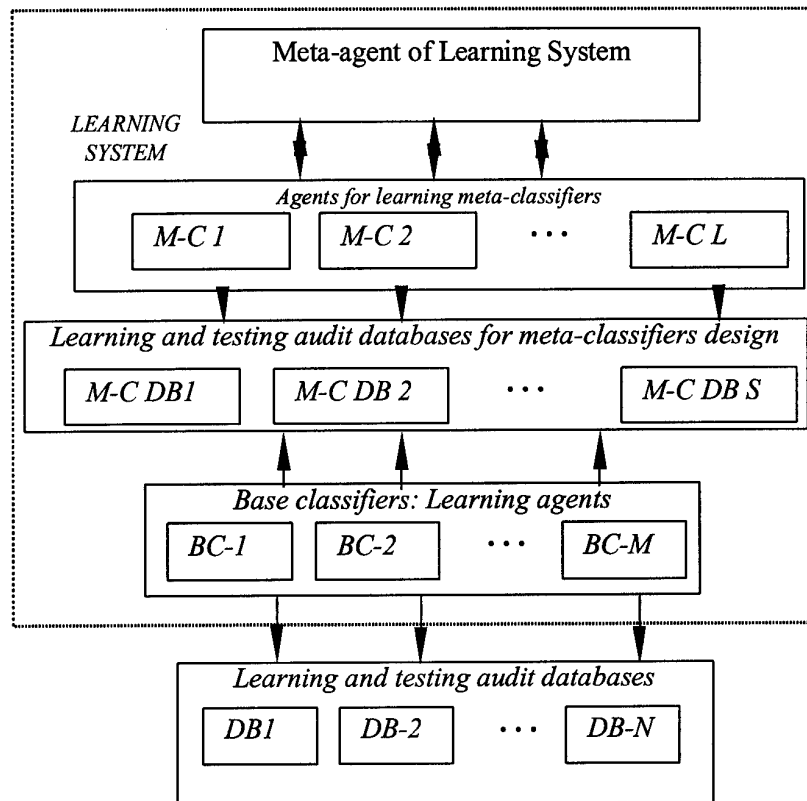 Meta-agent of Learning System
LEARNING
SYSTEM
Agents for learning meta-classifiers
M-C 1 M-C 2 ... M-C L
Learning and testing audit databases for meta-classifiers design
M-C DB1 M-C DB 2 ... M-C DB S
Base classifiers: Learning agents
BC-1 BC-2 ... BC-M
Learning and testing audit databases
DB1 DB-2 ... DB-N